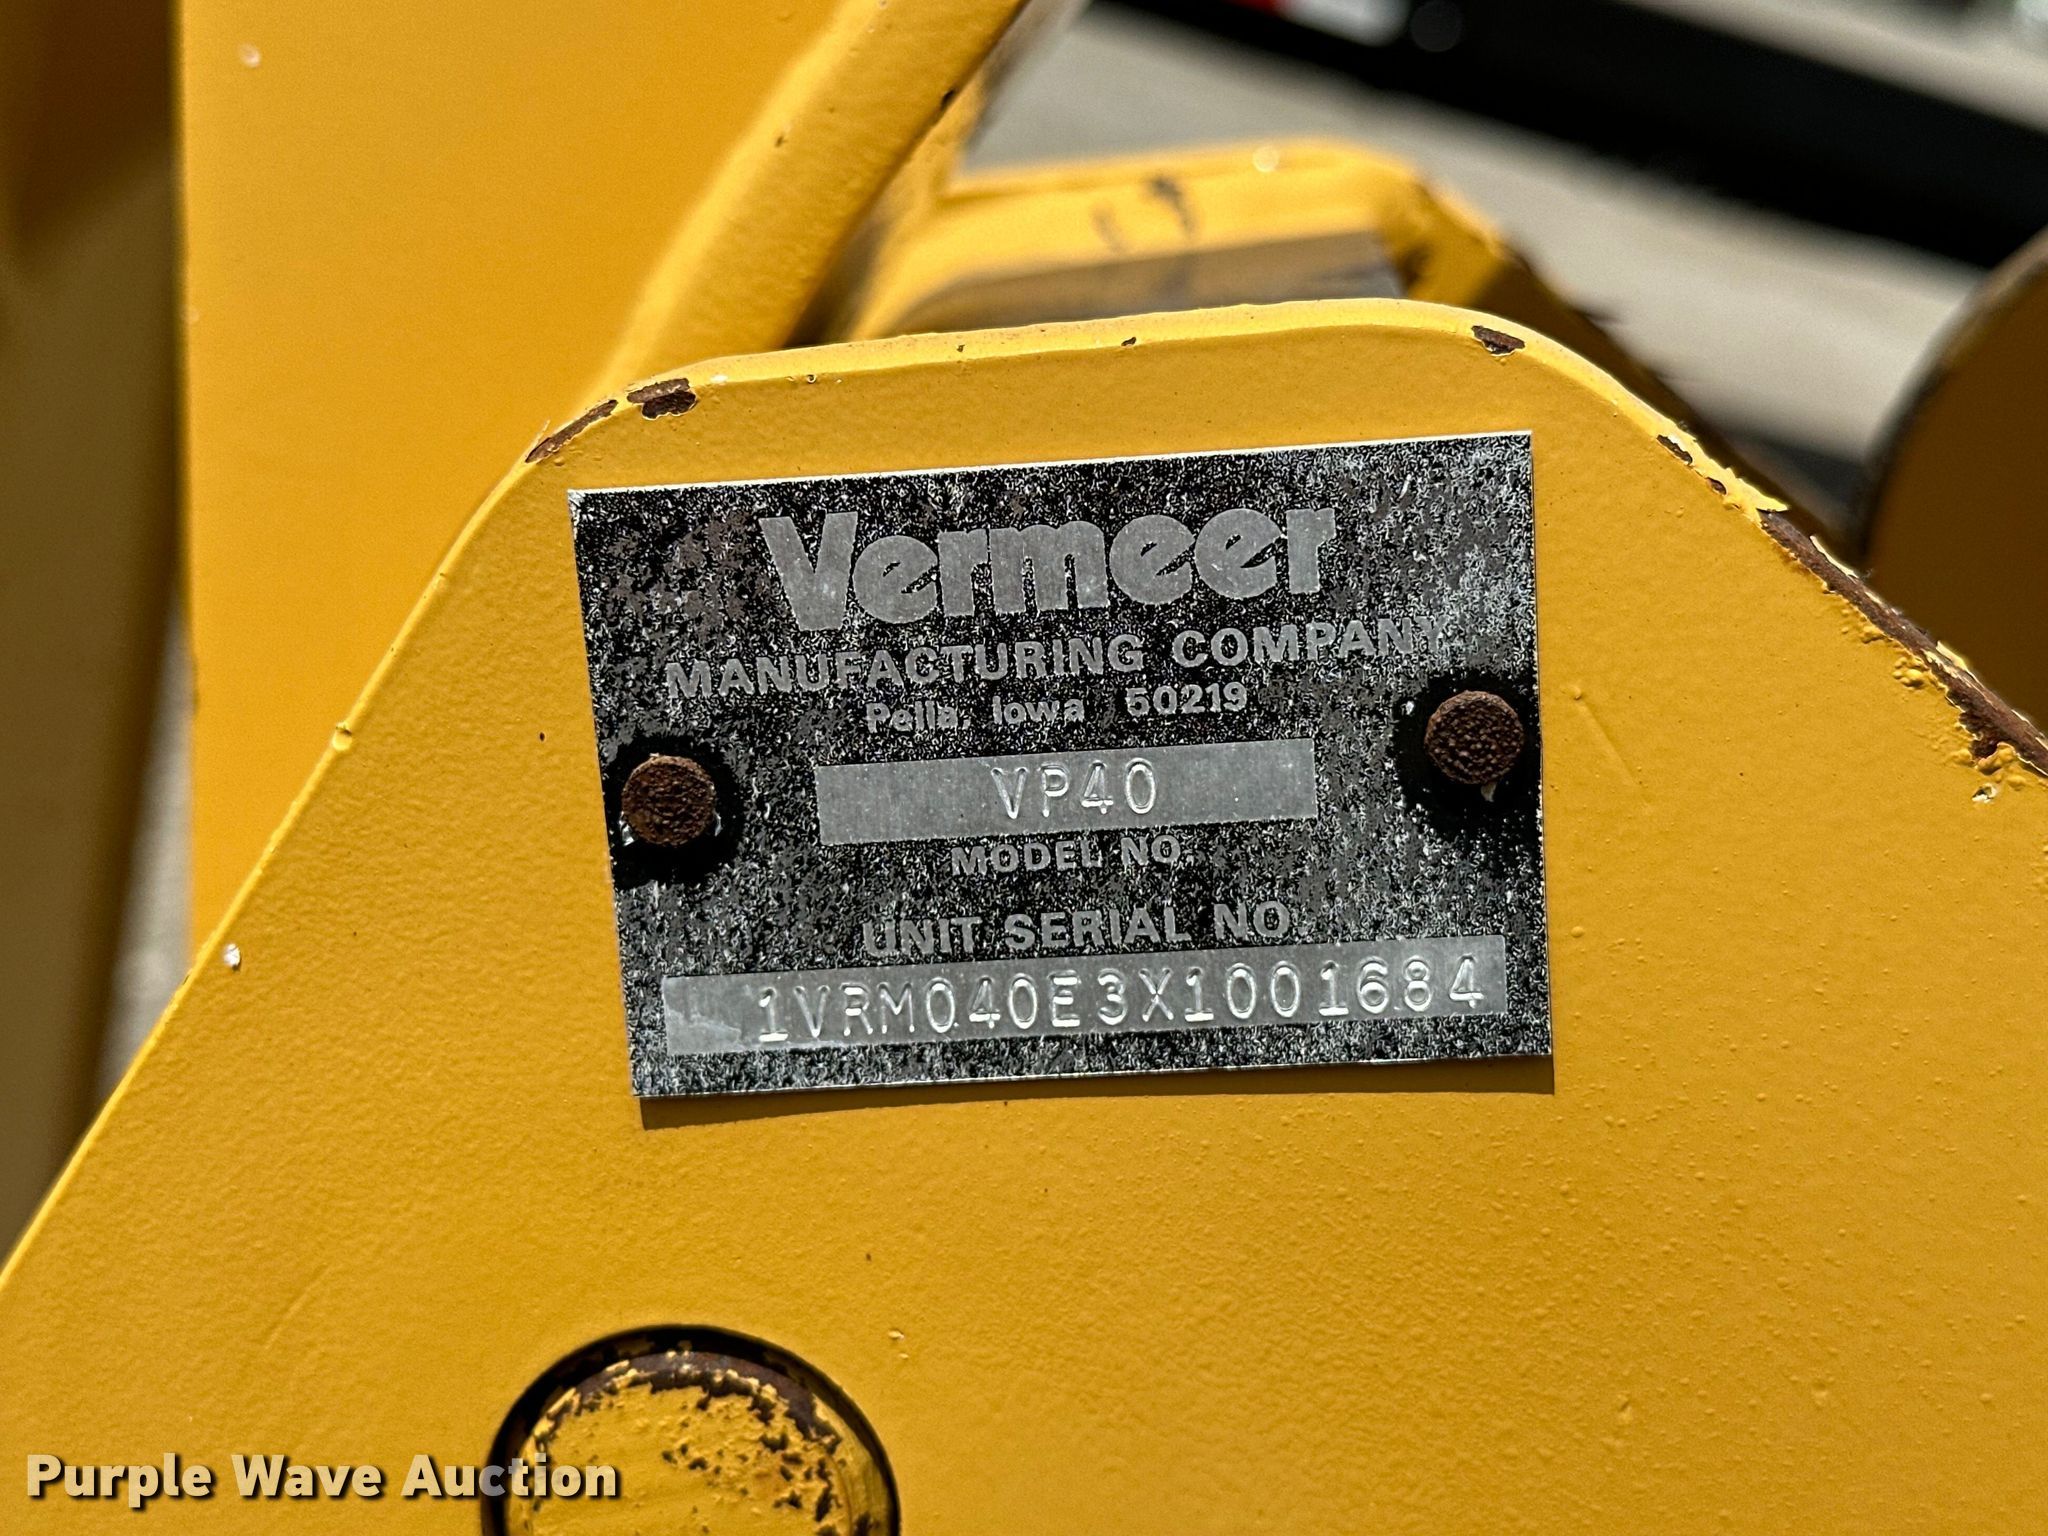 Vermeer
MANUFACTURING COMPANY
Pella, Iowa 50219
VP40
MODEL NO.
UNIT SERIAL NO.
1VRM040E3X1001684
Purple Wave Auction